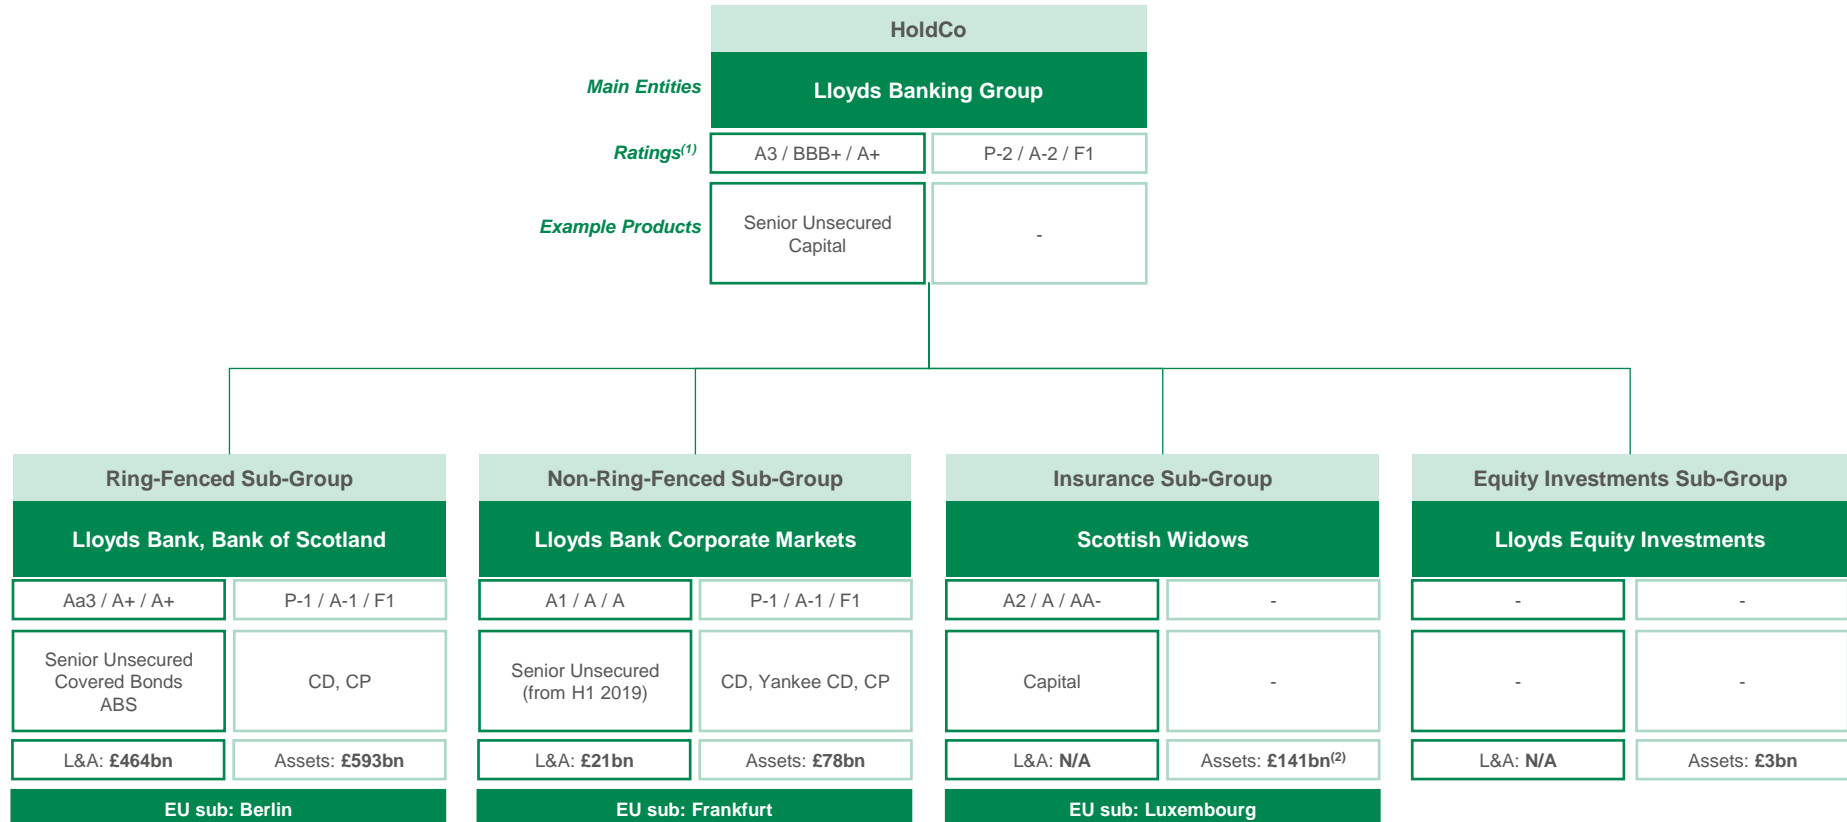 HoldCo
Main Entities
Lloyds Banking Group
Ratings(1)
A3 / BBB+ / A+
P-2 / A-2 / F1
Example Products
Senior Unsecured
Capital
-
Ring-Fenced Sub-Group
Lloyds Bank, Bank of Scotland
Aa3 / A+ / A+
P-1 / A-1 / F1
Senior Unsecured
Covered Bonds
ABS
CD, CP
L&A: £464bn
Assets: £593bn
EU sub: Berlin
Non-Ring-Fenced Sub-Group
Lloyds Bank Corporate Markets
A1 / A / A
P-1 / A-1 / F1
Senior Unsecured
(from H1 2019)
CD, Yankee CD, CP
L&A: £21bn
Assets: £78bn
EU sub: Frankfurt
Insurance Sub-Group
Scottish Widows
A2 / A / AA-
-
Capital
-
L&A: N/A
Assets: £141bn(2)
EU sub: Luxembourg
Equity Investments Sub-Group
Lloyds Equity Investments
-
-
-
-
L&A: N/A
Assets: £3bn